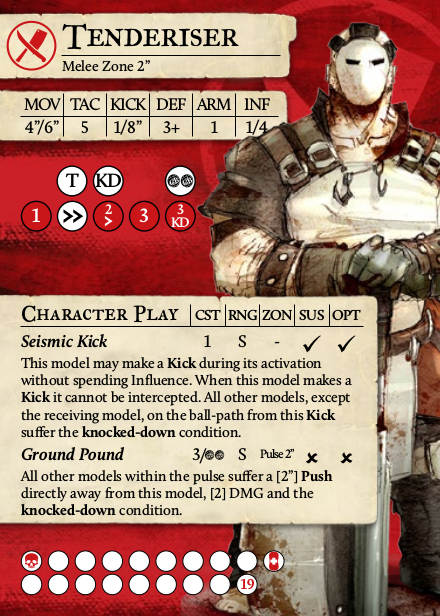 Tenderiser
Melee Zone 2”
MOV TAC KICK DEF ARM INF
4”/6” 5 1/8” 3+ 1 1/4
T KD GB GB
1 >> 2 > 3 3 KD
Character Play CST RNG ZON SUS OPT
Seismic Kick 1 S - ✓ ✓
This model may make a Kick during its activation
without spending Influence. When this model makes a
Kick it cannot be intercepted. All other models, except
the receiving model, on the ball-path from this Kick
suffer the knocked-down condition.
Ground Pound 3/GB GB S Pulse 2” ✗ ✗
All other models within the pulse suffer a [2”] Push
directly away from this model, [2] DMG and the
knocked-down condition.
19